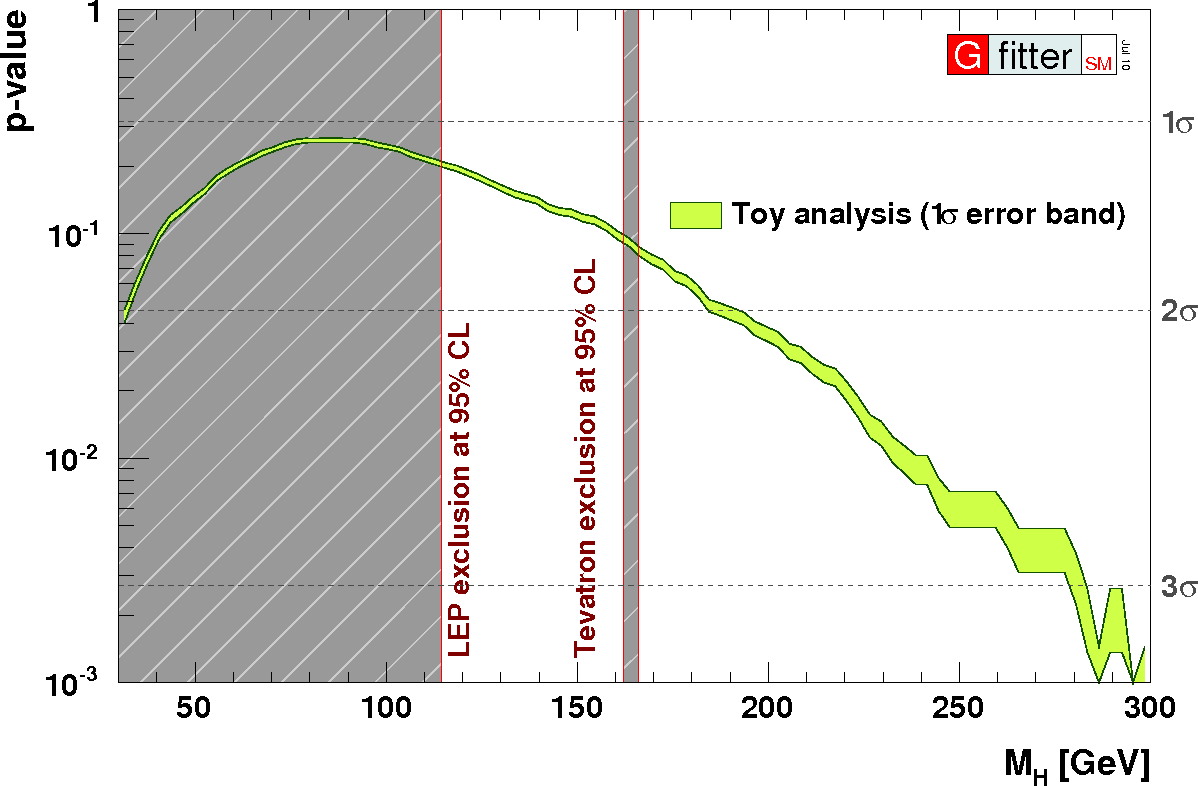 1
p-value
G fitter SM Jul 10
1σ
Toy analysis (1σ error band)
10-1
2σ
LEP exclusion at 95% CL
Tevatron exclusion at 95% CL
10-2
3σ
10-3
50 100 150 200 250 300
MH [GeV]